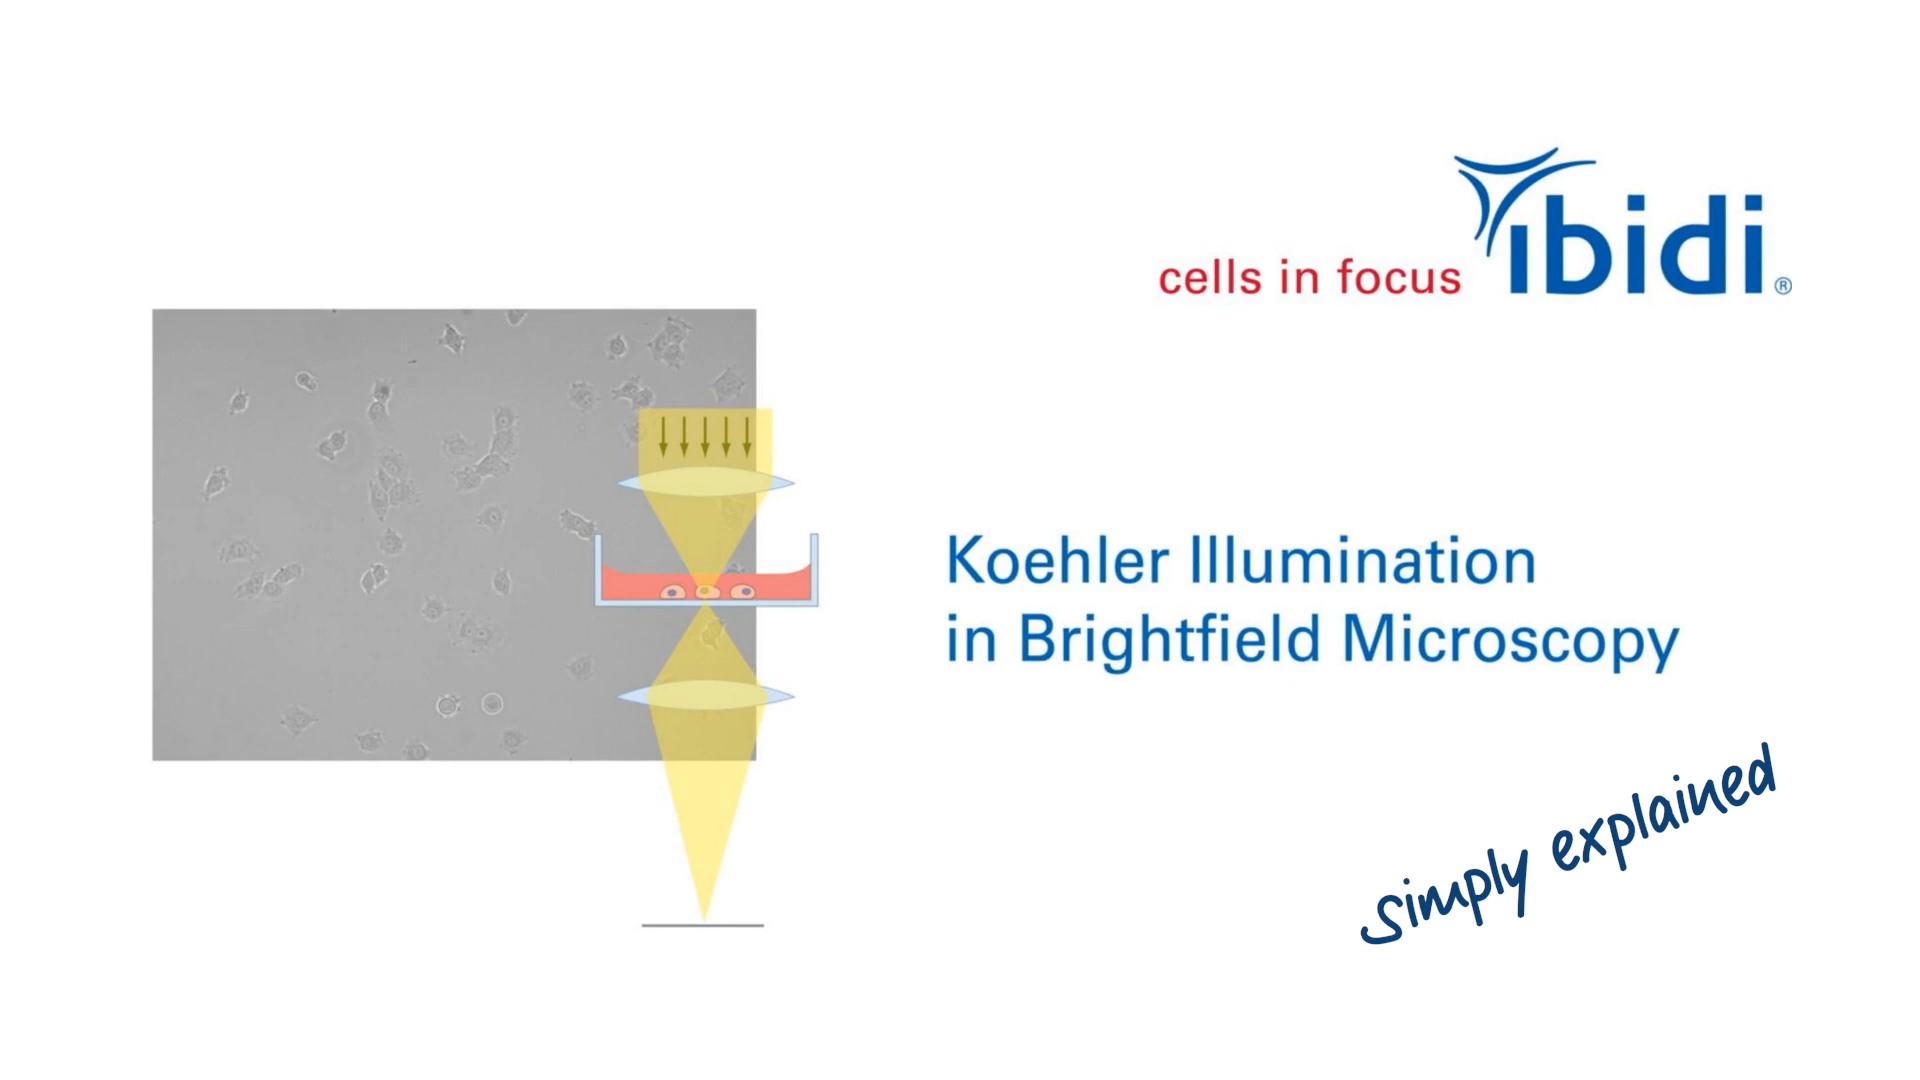 cells in focus ibidi®
Koehler Illumination
in Brightfield Microscopy
simply explained